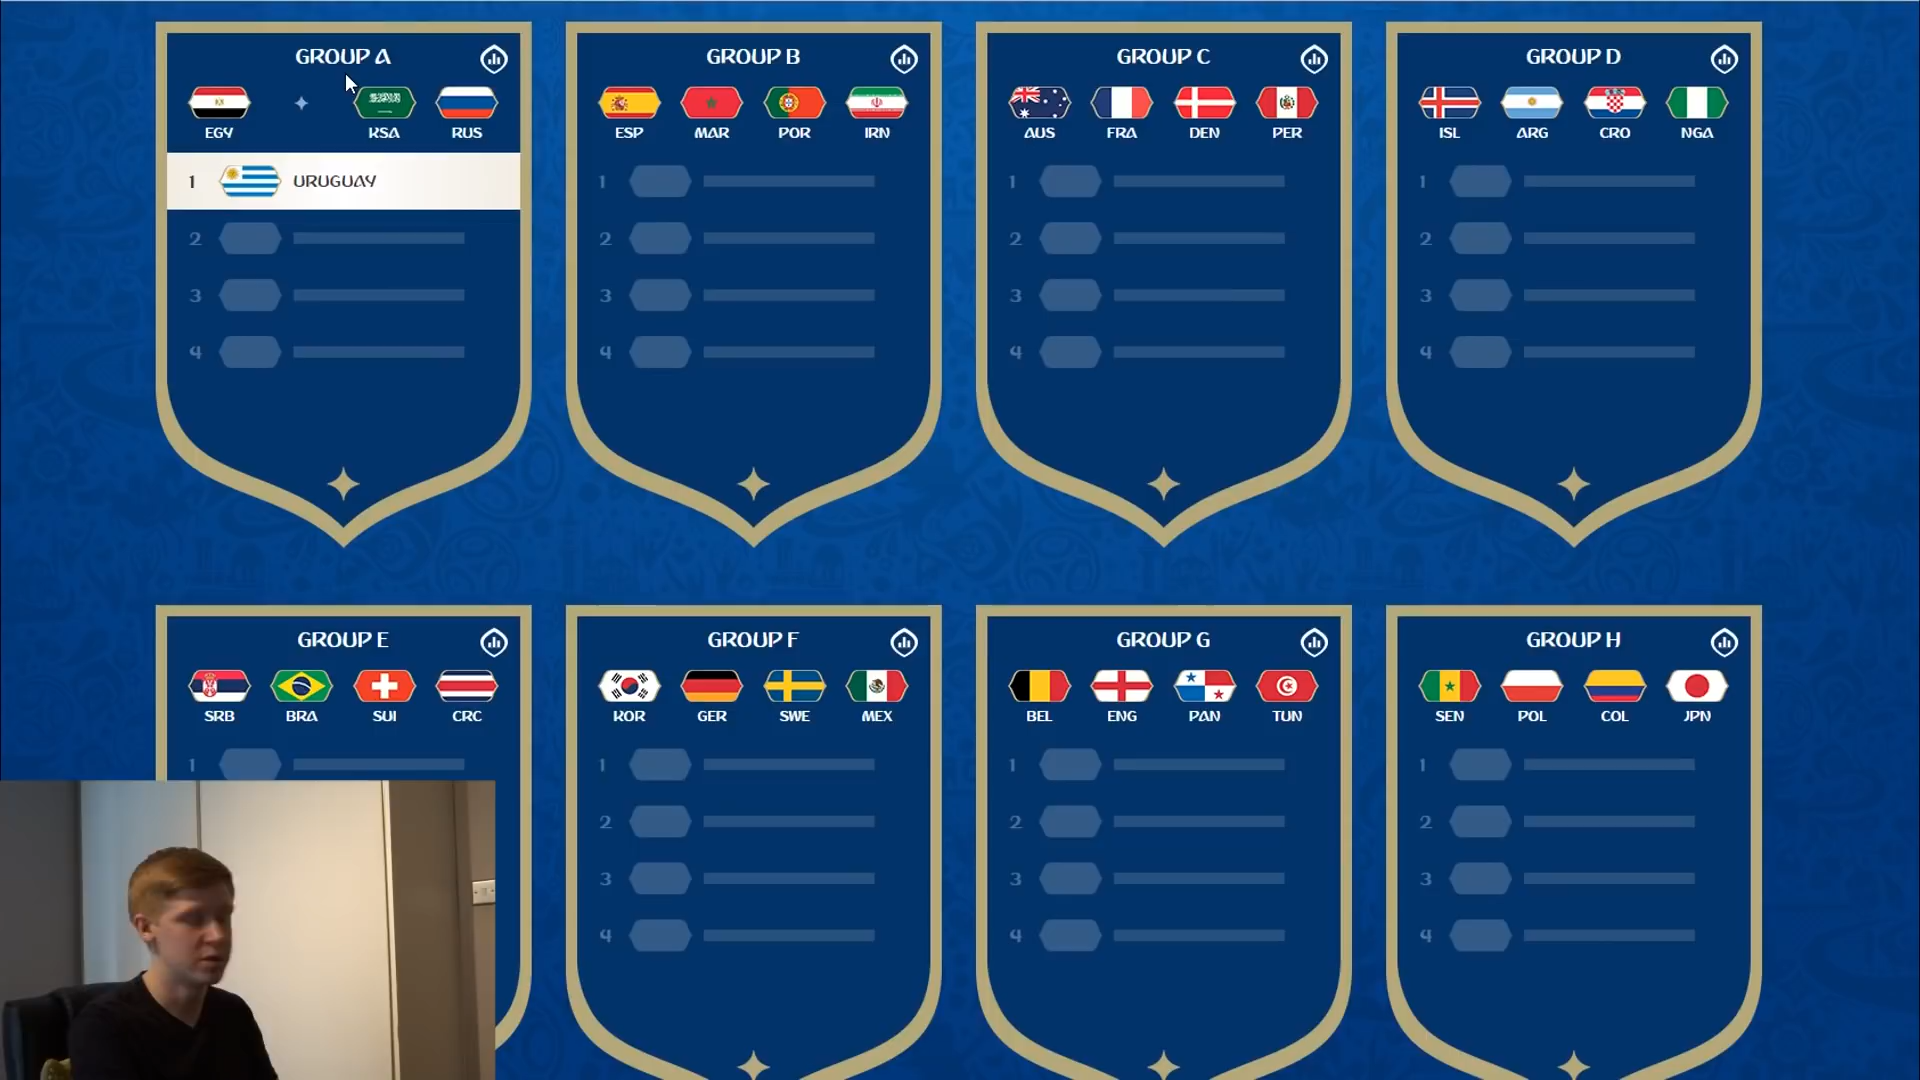 GROUP A
EGY KSA RUS
1 URUGUAY
2
3
4
GROUP B
ESP MAR POR IRN
1
2
3
4
GROUP C
AUS FRA DEN PER
1
2
3
4
GROUP D
ISL ARG CRO NGA
1
2
3
4
GROUP E
SRB BRA SUI CRC
1
GROUP F
KOR GER SWE MEX
1
2
3
4
GROUP G
BEL ENG PAN TUN
1
2
3
4
GROUP H
SEN POL COL JPN
1
2
3
4